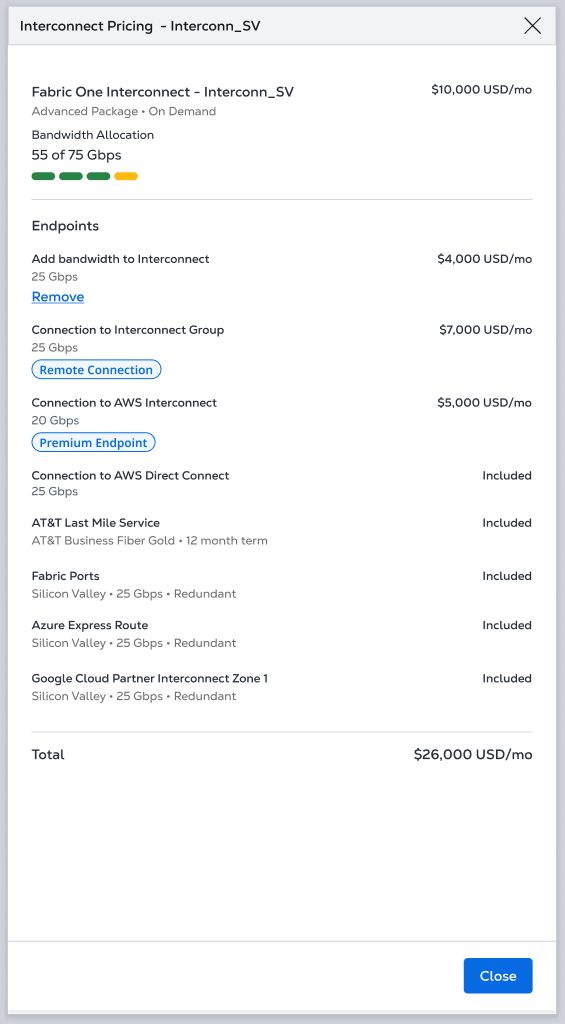 Interconnect Pricing - Interconn_SV
Fabric One Interconnect - Interconn_SV $10,000 USD/mo
Advanced Package • On Demand
Bandwidth Allocation
55 of 75 Gbps
Endpoints
Add bandwidth to Interconnect $4,000 USD/mo
25 Gbps
Remove
Connection to Interconnect Group $7,000 USD/mo
25 Gbps
Remote Connection
Connection to AWS Interconnect $5,000 USD/mo
20 Gbps
Premium Endpoint
Connection to AWS Direct Connect Included
25 Gbps
AT&T Last Mile Service Included
AT&T Business Fiber Gold • 12 month term
Fabric Ports Included
Silicon Valley • 25 Gbps • Redundant
Azure Express Route Included
Silicon Valley • 25 Gbps • Redundant
Google Cloud Partner Interconnect Zone 1 Included
Silicon Valley • 25 Gbps • Redundant
Total $26,000 USD/mo
Close